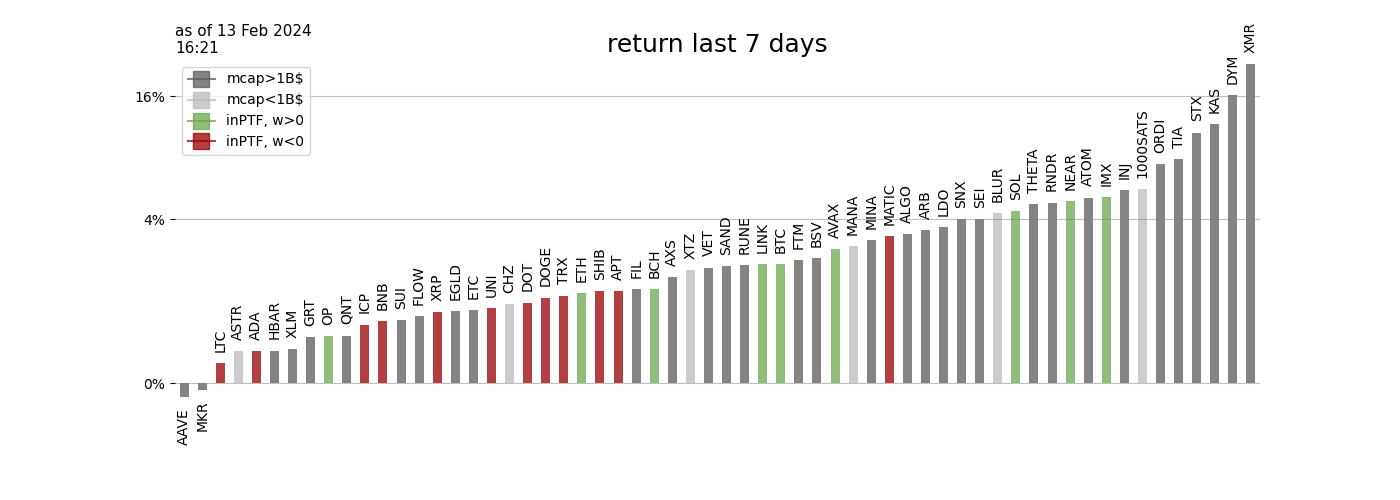 as of 13 Feb 2024
16:21
return last 7 days
mcap>1B$
mcap<1B$
inPTF, w>0
inPTF, w<0
16%
4%
0%
AAVE
MKR
LTC
ASTR
ADA
HBAR
XLM
GRT
OP
QNT
ICP
BNB
SUI
FLOW
XRP
EGLD
ETC
UNI
CHZ
DOT
DOGE
TRX
ETH
SHIB
APT
FIL
BCH
AXS
XTZ
VET
SAND
RUNE
LINK
BTC
FTM
BSV
AVAX
MANA
MINA
MATIC
ALGO
ARB
LDO
SNX
SEI
BLUR
SOL
THETA
RNDR
NEAR
ATOM
IMX
INJ
1000SATS
ORDI
TIA
STX
KAS
DYM
XMR